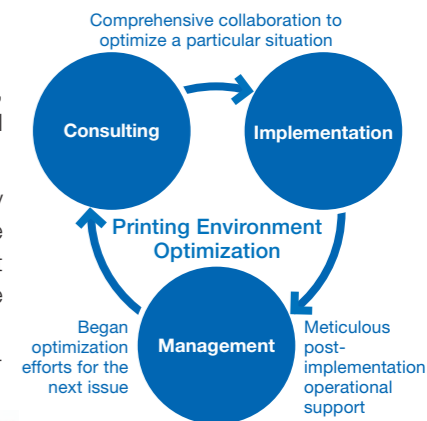 Comprehensive collaboration to
optimize a particular situation
Consulting
Implementation
Printing Environment
Optimization
Management
Began
optimization
efforts for the
next issue
Meticulous
post-
implementation
operational
support